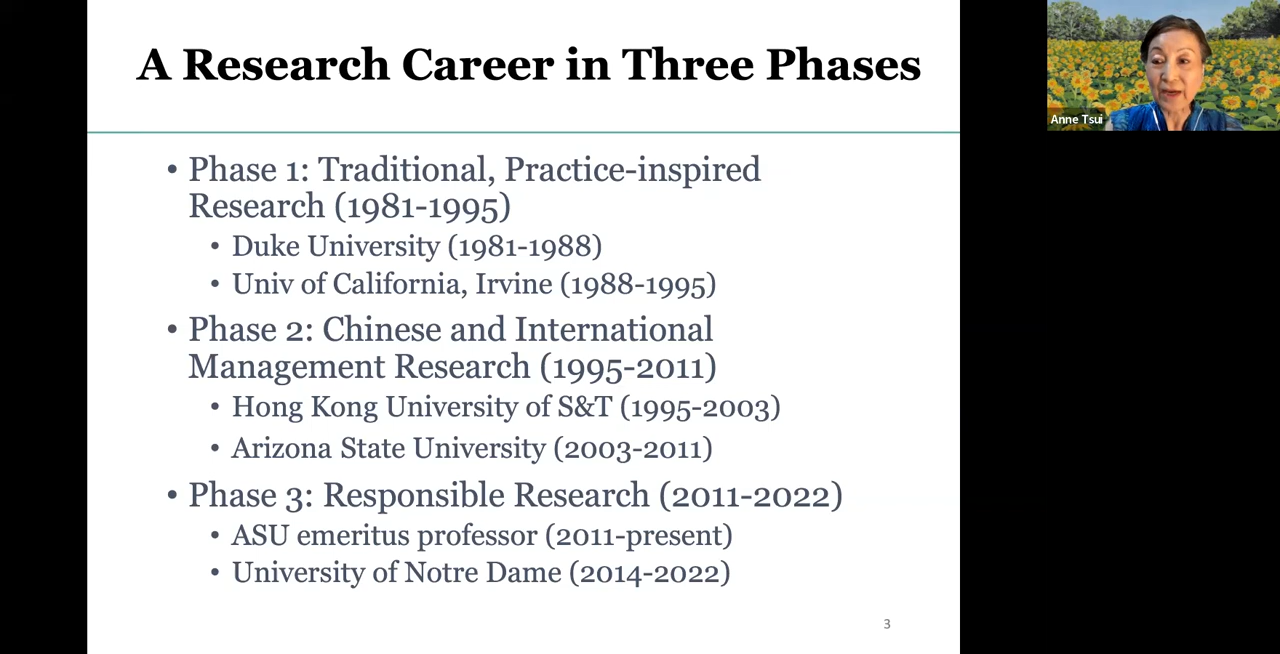 A Research Career in Three Phases
Anne Tsui
• Phase 1: Traditional, Practice-inspired
Research (1981-1995)
• Duke University (1981-1988)
• Univ of California, Irvine (1988-1995)
• Phase 2: Chinese and International
Management Research (1995-2011)
• Hong Kong University of S&T (1995-2003)
• Arizona State University (2003-2011)
• Phase 3: Responsible Research (2011-2022)
• ASU emeritus professor (2011-present)
• University of Notre Dame (2014-2022)
3